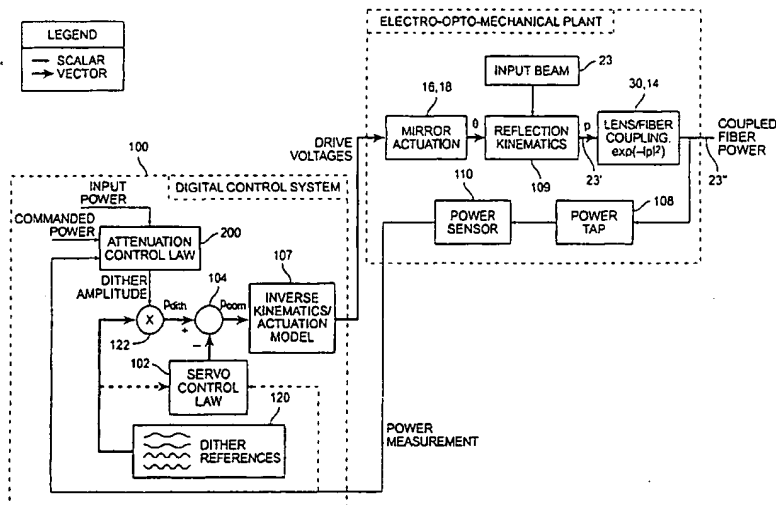 LEGEND
SCALAR
VECTOR
ELECTRO-OPTO-MECHANICAL PLANT
INPUT BEAM
23
16,18
30,14
MIRROR
ACTUATION
θ
REFLECTION
KINEMATICS
p
LENS/FIBER
COUPLING.
exp(-|p|²)
COUPLED
FIBER
POWER
DRIVE
VOLTAGES
109
23'
23"
110
POWER
SENSOR
POWER
TAP
108
100
INPUT
POWER
DIGITAL CONTROL SYSTEM
COMMANDED
POWER
ATTENUATION
CONTROL LAW
200
DITHER
AMPLITUDE
104
107
X
Pdith
+
Pcom
INVERSE
KINEMATICS/
ACTUATION
MODEL
122
–
102
SERVO
CONTROL
LAW
120
DITHER
REFERENCES
POWER
MEASUREMENT